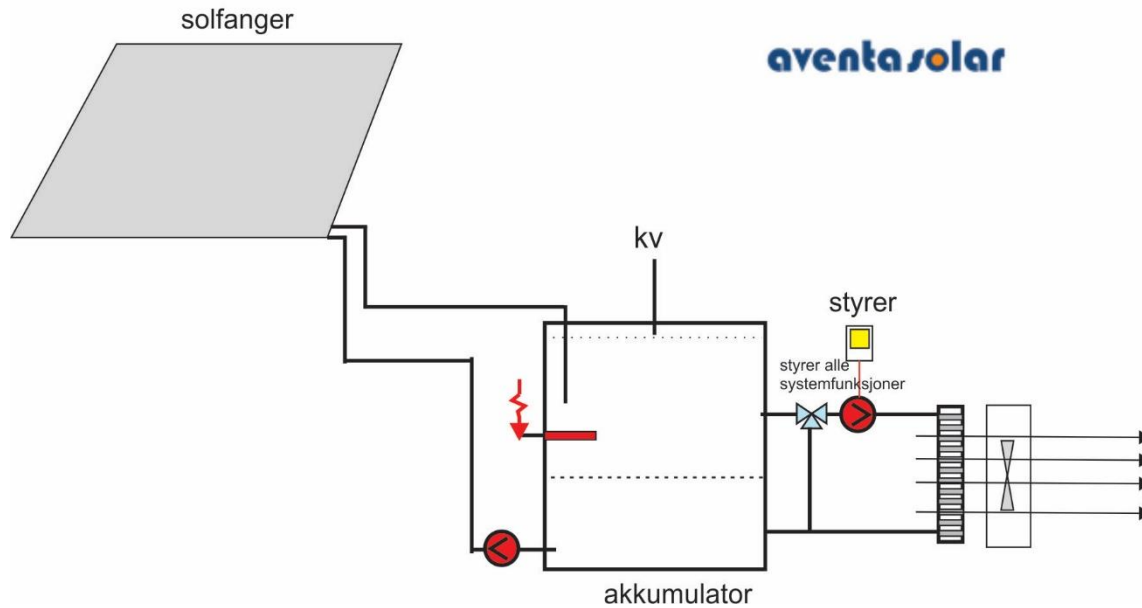 solfanger
aventasolar
kv
styrer
styrer alle
systemfunksjoner
akkumulator